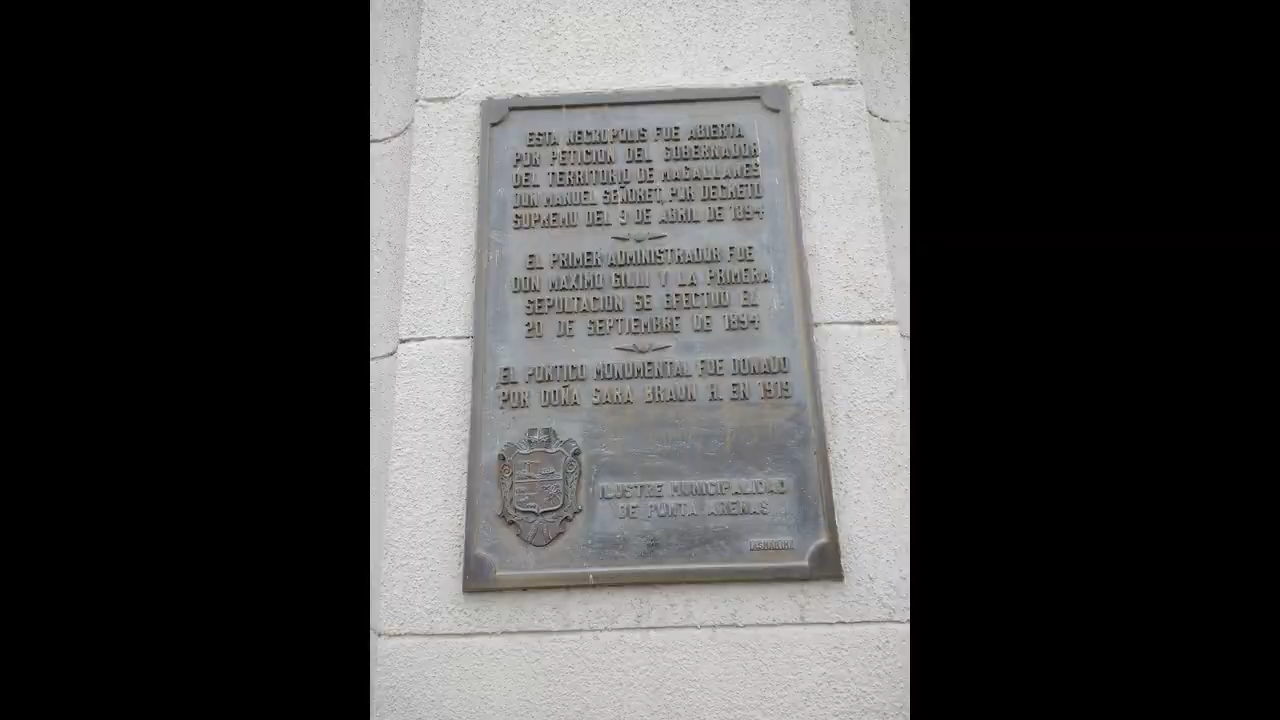 ESTA NECROPOLIS FUE ABIERTA
POR PETICION DEL GOBERNADOR
DEL TERRITORIO DE MAGALLANES
DON MANUEL SEÑORET, POR DECRETO
SUPREMO DEL 9 DE ABRIL DE 1894
EL PRIMER ADMINISTRADOR FUE
DON MAXIMO GILLI Y LA PRIMERA
SEPULTACION SE EFECTUO EL
20 DE SEPTIEMBRE DE 1894
EL PORTICO MONUMENTAL FUE DONADO
POR DOÑA SARA BRAUN H. EN 1919
ILUSTRE MUNICIPALIDAD
DE PUNTA ARENAS